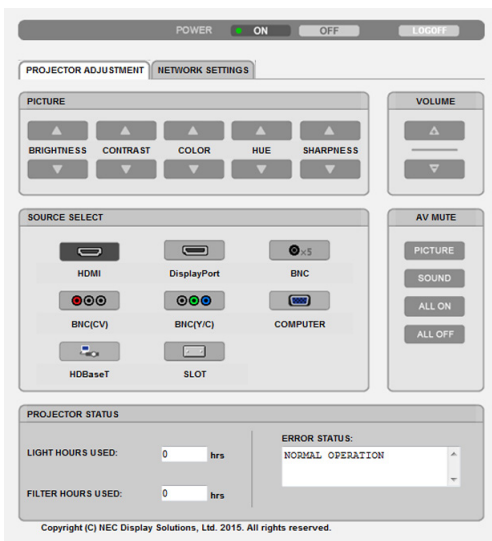 POWER ON OFF LOGOFF
PROJECTOR ADJUSTMENT NETWORK SETTINGS
PICTURE VOLUME
BRIGHTNESS CONTRAST COLOR HUE SHARPNESS
SOURCE SELECT AV MUTE
×5 PICTURE
HDMI DisplayPort BNC
SOUND
ALL ON
BNC(CV) BNC(Y/C) COMPUTER
ALL OFF
HDBaseT SLOT
PROJECTOR STATUS
ERROR STATUS:
LIGHT HOURS USED: 0 hrs NORMAL OPERATION
FILTER HOURS USED: 0 hrs
Copyright (C) NEC Display Solutions, Ltd. 2015. All rights reserved.